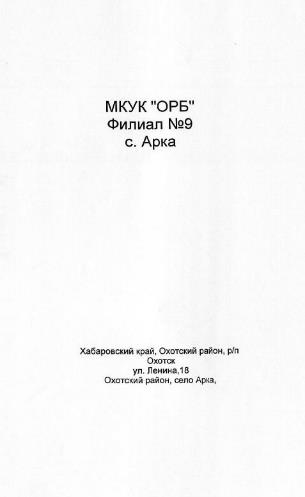 МКУК "ОРБ"
Филиал №9
с. Арка
Хабаровский край, Охотский район, р/п
Охотск
ул. Ленина,18
Охотский район, село Арка,